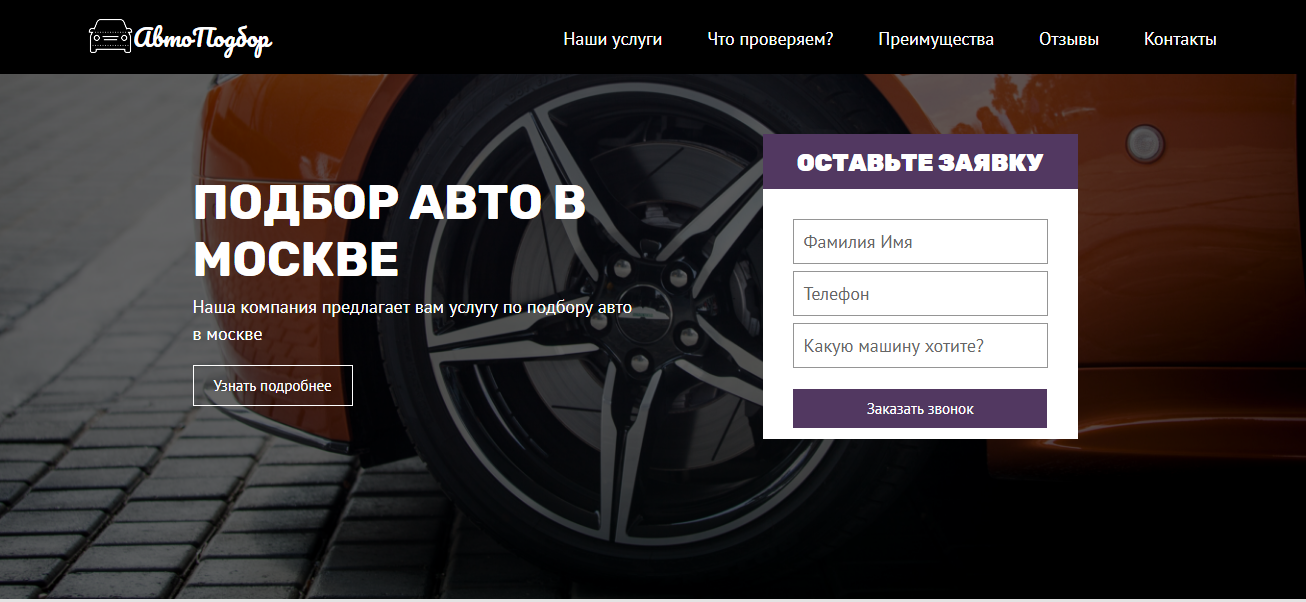 АвтоПодбор
Наши услуги
Что проверяем?
Преимущества
Отзывы
Контакты
ПОДБОР АВТО В
МОСКВЕ
Наша компания предлагает вам услугу по подбору авто
в москве
Узнать подробнее
ОСТАВЬТЕ ЗАЯВКУ
Фамилия Имя
Телефон
Какую машину хотите?
Заказать звонок